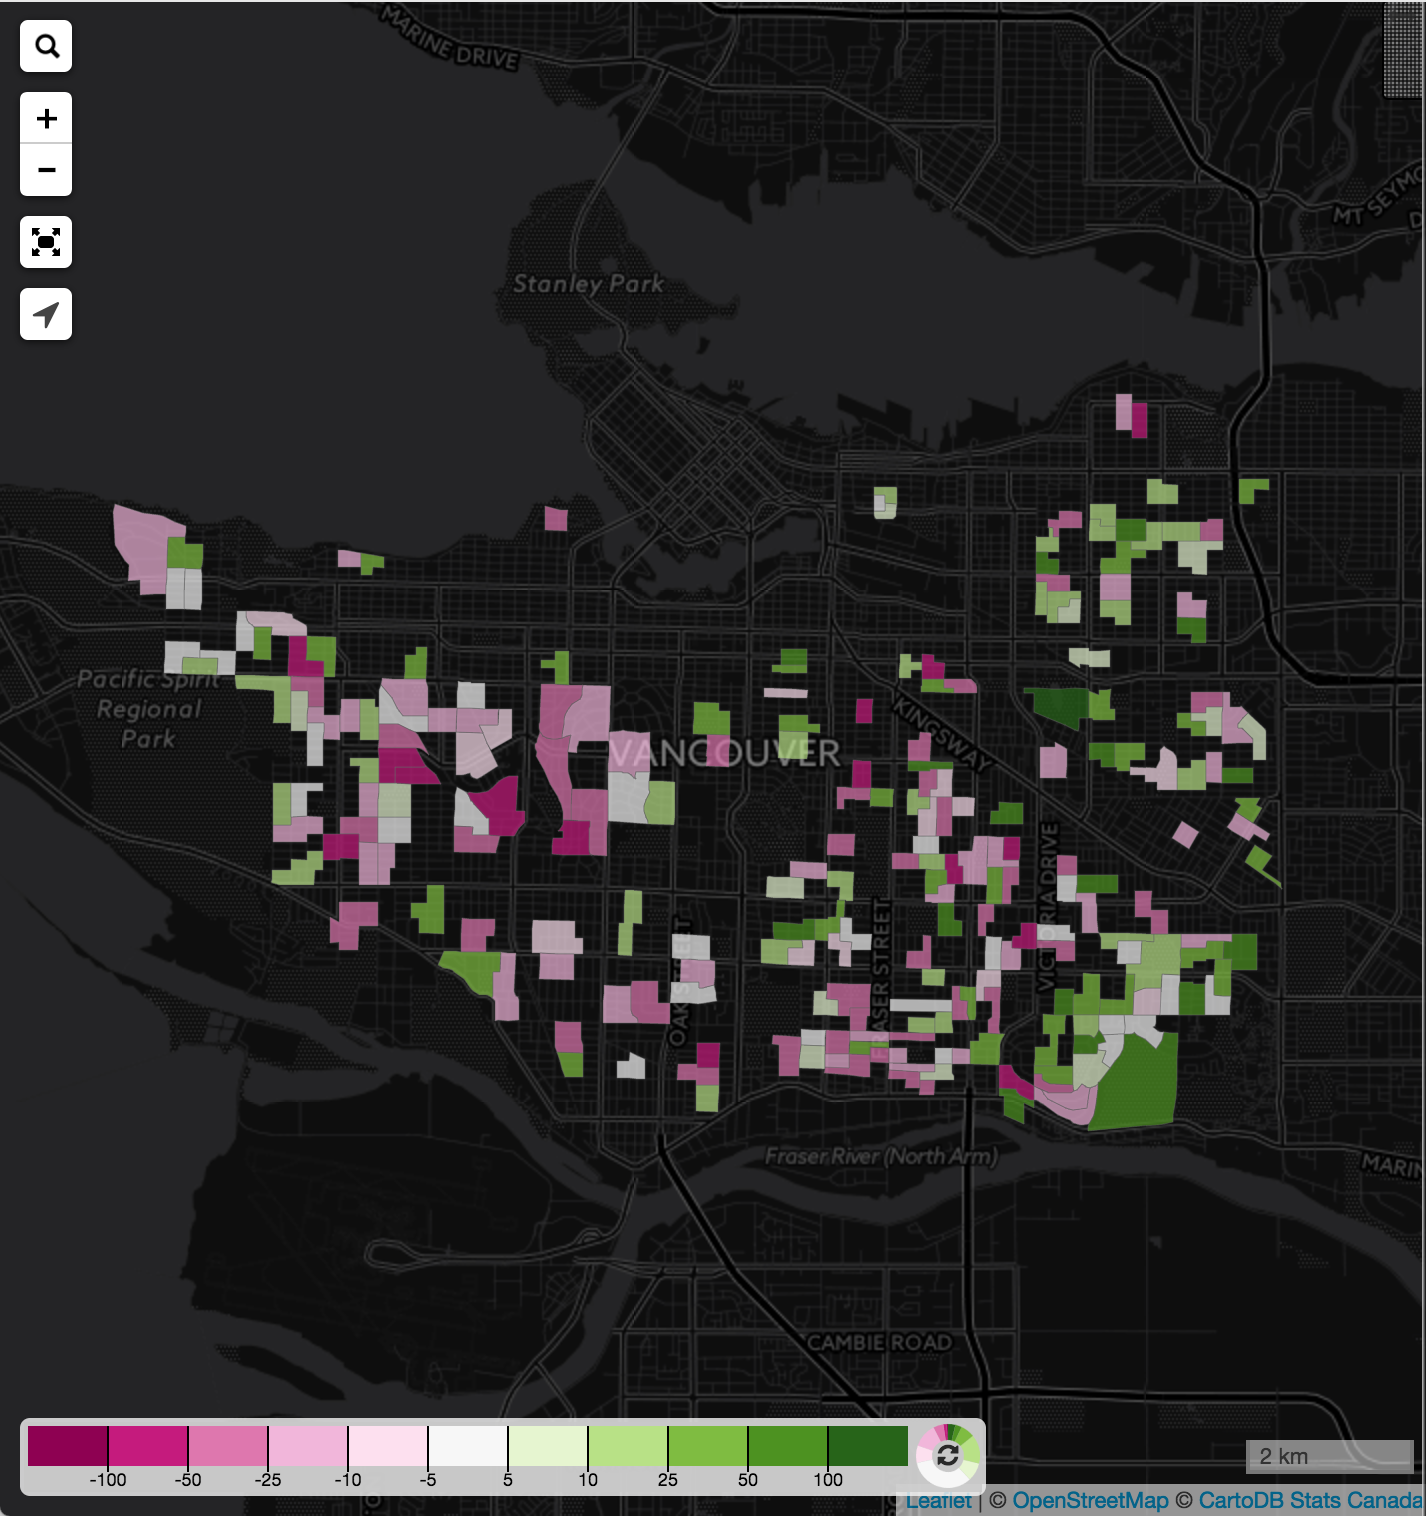 MARINE DRIVE
MT SEYMO
D
Stanley Park
Pacific Spirit
Regional
Park
KINGSWAY
VANCOUVER
VICTORIA DRIVE
FRASER STREET
OAK STREET
Fraser River (North Arm)
MARIN
CAMBIE ROAD
-100 -50 -25 -10 -5 5 10 25 50 100
2 km
Leaflet | © OpenStreetMap © CartoDB Stats Canada